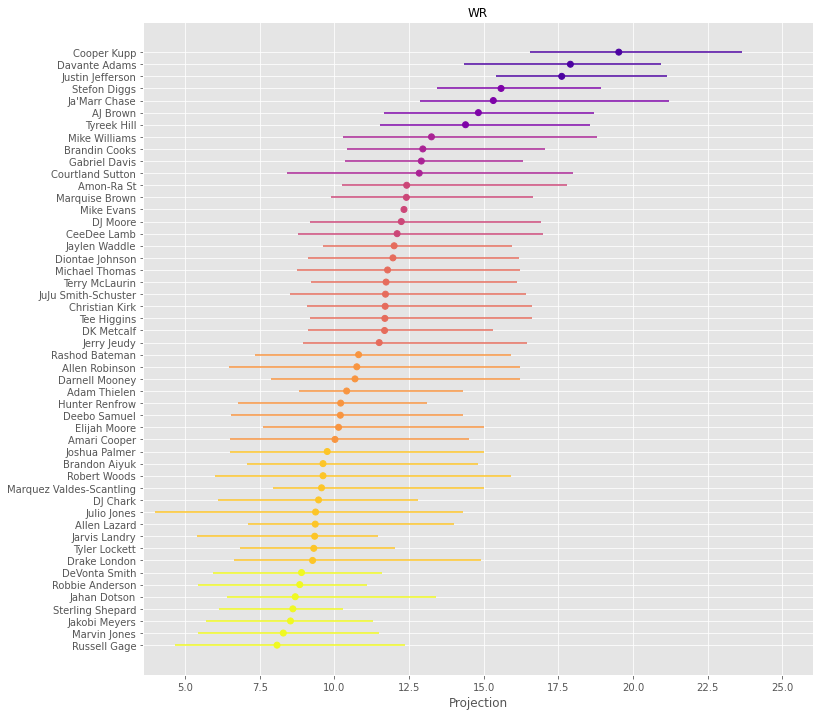 WR
Cooper Kupp
Davante Adams
Justin Jefferson
Stefon Diggs
Ja'Marr Chase
AJ Brown
Tyreek Hill
Mike Williams
Brandin Cooks
Gabriel Davis
Courtland Sutton
Amon-Ra St
Marquise Brown
Mike Evans
DJ Moore
CeeDee Lamb
Jaylen Waddle
Diontae Johnson
Michael Thomas
Terry McLaurin
JuJu Smith-Schuster
Christian Kirk
Tee Higgins
DK Metcalf
Jerry Jeudy
Rashod Bateman
Allen Robinson
Darnell Mooney
Adam Thielen
Hunter Renfrow
Deebo Samuel
Elijah Moore
Amari Cooper
Joshua Palmer
Brandon Aiyuk
Robert Woods
Marquez Valdes-Scantling
DJ Chark
Julio Jones
Allen Lazard
Jarvis Landry
Tyler Lockett
Drake London
DeVonta Smith
Robbie Anderson
Jahan Dotson
Sterling Shepard
Jakobi Meyers
Marvin Jones
Russell Gage
5.0 7.5 10.0 12.5 15.0 17.5 20.0 22.5 25.0
Projection